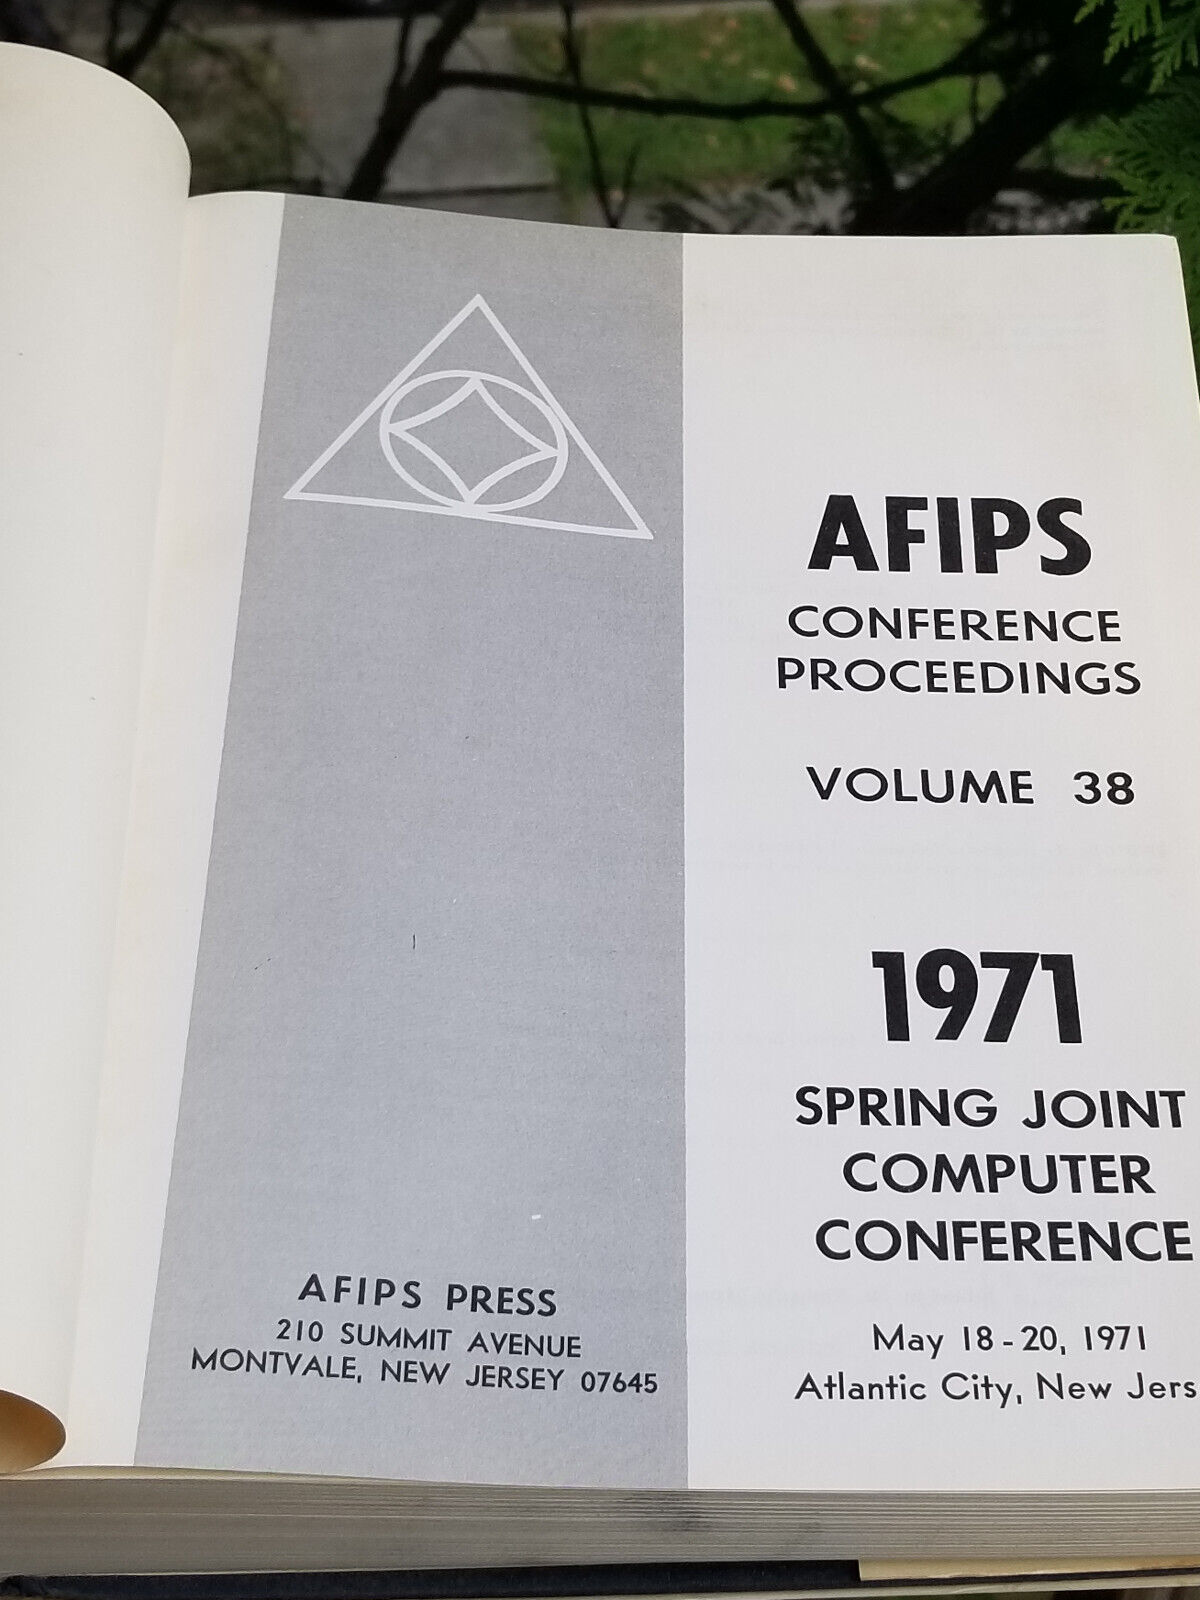 AFIPS
CONFERENCE
PROCEEDINGS
VOLUME 38
1971
SPRING JOINT
COMPUTER
CONFERENCE
May 18 - 20, 1971
Atlantic City, New Jers
AFIPS PRESS
210 SUMMIT AVENUE
MONTVALE, NEW JERSEY 07645